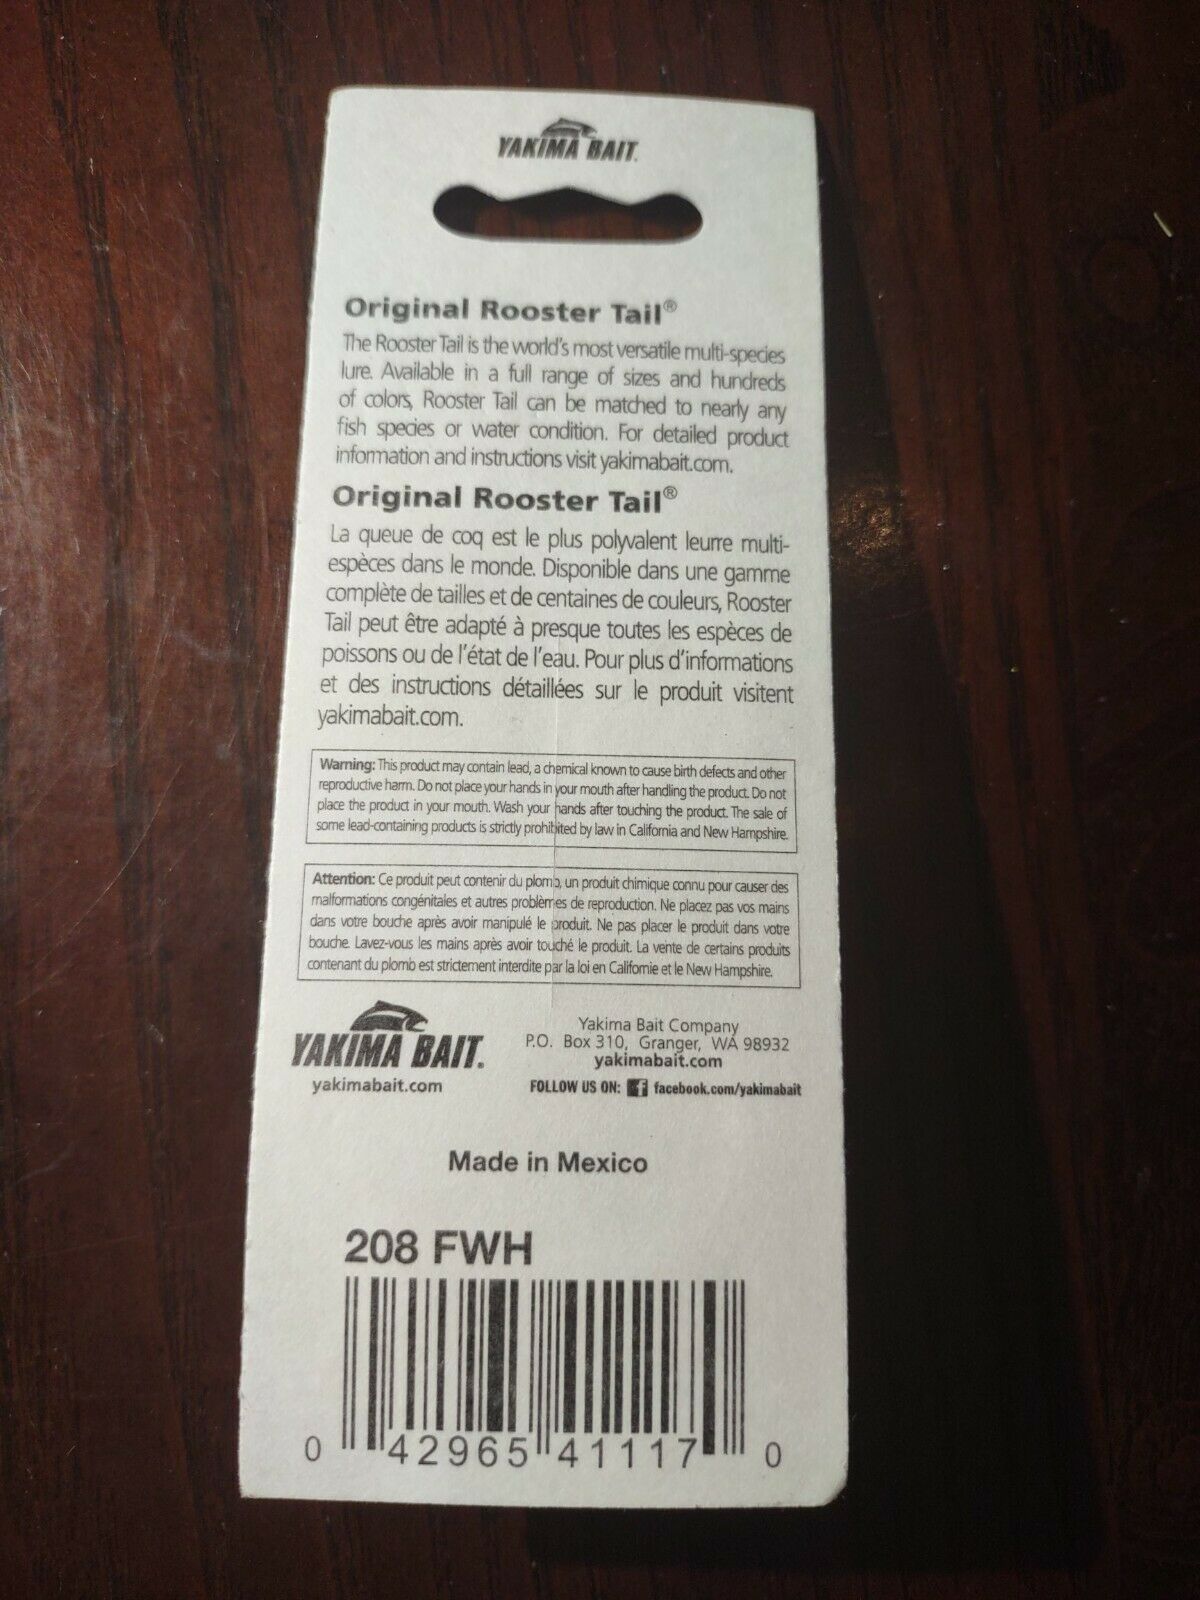 YAKIMA BAIT.
Original Rooster Tail®
The Rooster Tail is the world's most versatile multi-species
lure. Available in a full range of sizes and hundreds
of colors, Rooster Tail can be matched to nearly any
fish species or water condition. For detailed product
information and instructions visit yakimabait.com.
Original Rooster Tail®
La queue de coq est le plus polyvalent leurre multi-
espèces dans le monde. Disponible dans une gamme
complète de tailles et de centaines de couleurs, Rooster
Tail peut être adapté à presque toutes les espèces de
poissons ou de l'état de l'eau. Pour plus d'informations
et des instructions détaillées sur le produit visitent
yakimabait.com.
Warning: This product may contain lead, a chemical known to cause birth defects and other
reproductive harm. Do not place your hands in your mouth after handling the product. Do not
place the product in your mouth. Wash your hands after touching the product. The sale of
some lead-containing products is strictly prohibited by law in California and New Hampshire.
Attention: Ce produit peut contenir du plomb, un produit chimique connu pour causer des
malformations congénitales et autres problèmes de reproduction. Ne placez pas vos mains
dans votre bouche après avoir manipulé le produit. Ne pas placer le produit dans votre
bouche. Lavez-vous les mains après avoir touché le produit. La vente de certains produits
contenant du plomb est strictement interdite par la loi en Californie et le New Hampshire.
YAKIMA BAIT.
yakimabait.com
Yakima Bait Company
P.O. Box 310, Granger, WA 98932
yakimabait.com
FOLLOW US ON: f facebook.com/yakimabait
Made in Mexico
208 FWH
0 42965 41117 0